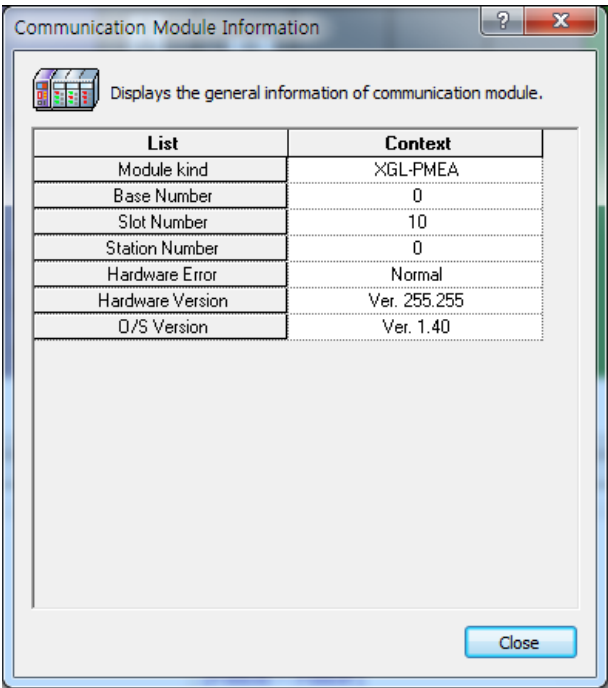 Communication Module Information
Displays the general information of communication module.
List Context
Module kind XGL-PMEA
Base Number 0
Slot Number 10
Station Number 0
Hardware Error Normal
Hardware Version Ver. 255.255
O/S Version Ver. 1.40
Close